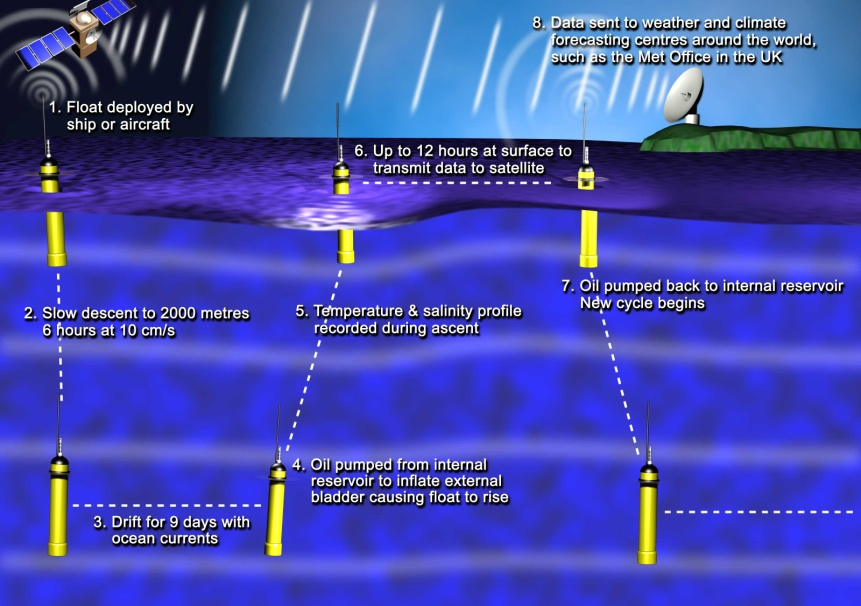 8. Data sent to weather and climate
forecasting centres around the world,
such as the Met Office in the UK
1. Float deployed by
ship or aircraft
6. Up to 12 hours at surface to
transmit data to satellite
7. Oil pumped back to internal reservoir
New cycle begins
2. Slow descent to 2000 metres
6 hours at 10 cm/s
5. Temperature & salinity profile
recorded during ascent
4. Oil pumped from internal
reservoir to inflate external
bladder causing float to rise
3. Drift for 9 days with
ocean currents